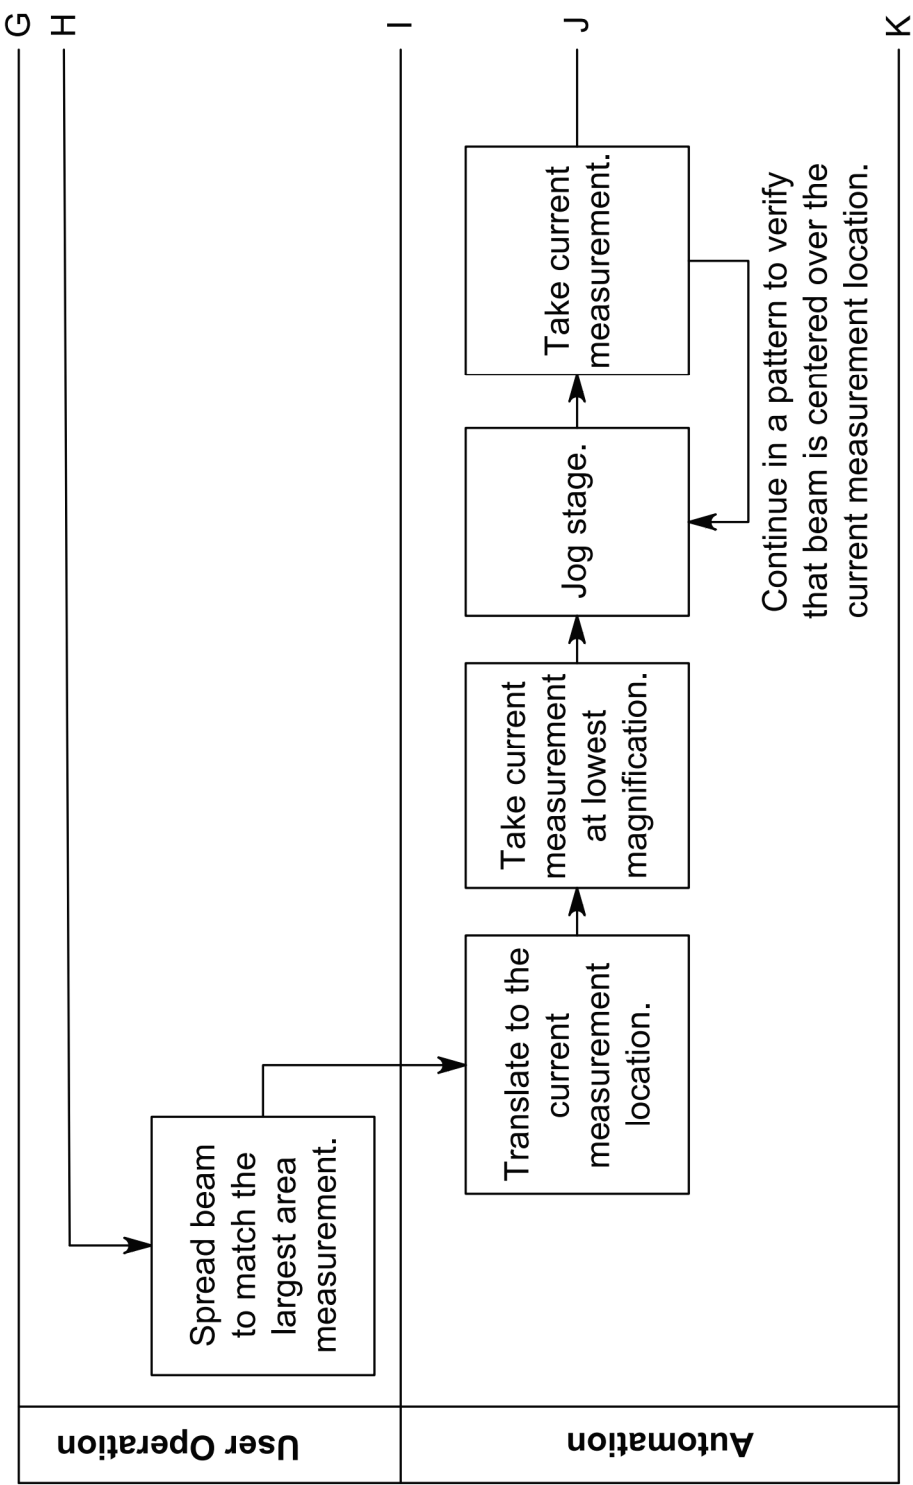 G
H
I
J
K
User Operation
Spread beam
to match the
largest area
measurement.
Automation
Translate to the
current
measurement
location.
Take current
measurement
at lowest
magnification.
Jog stage.
Take current
measurement.
Continue in a pattern to verify
that beam is centered over the
current measurement location.